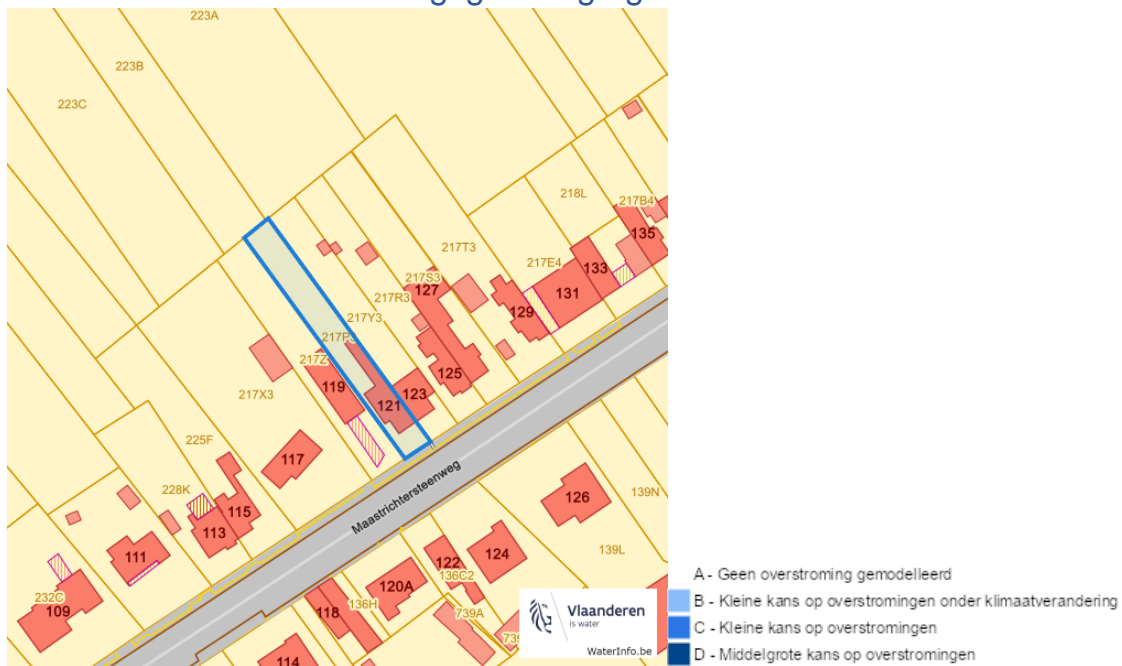 223A
223B
223C
218L
217B4
135
217T3
217E4
133
217S3
127
131
217R3
129
217Y3
217P3
217Z
125
119
123
217X3
121
225F
117
Maastrichtersteenweg
228K
126
139N
115
113
139L
111
124
122
136C2
120A
232C
109
118
136H
739A
739
114
Vlaanderen
is water
WaterInfo.be
A - Geen overstroming gemodelleerd
B - Kleine kans op overstromingen onder klimaatverandering
C - Kleine kans op overstromingen
D - Middelgrote kans op overstromingen